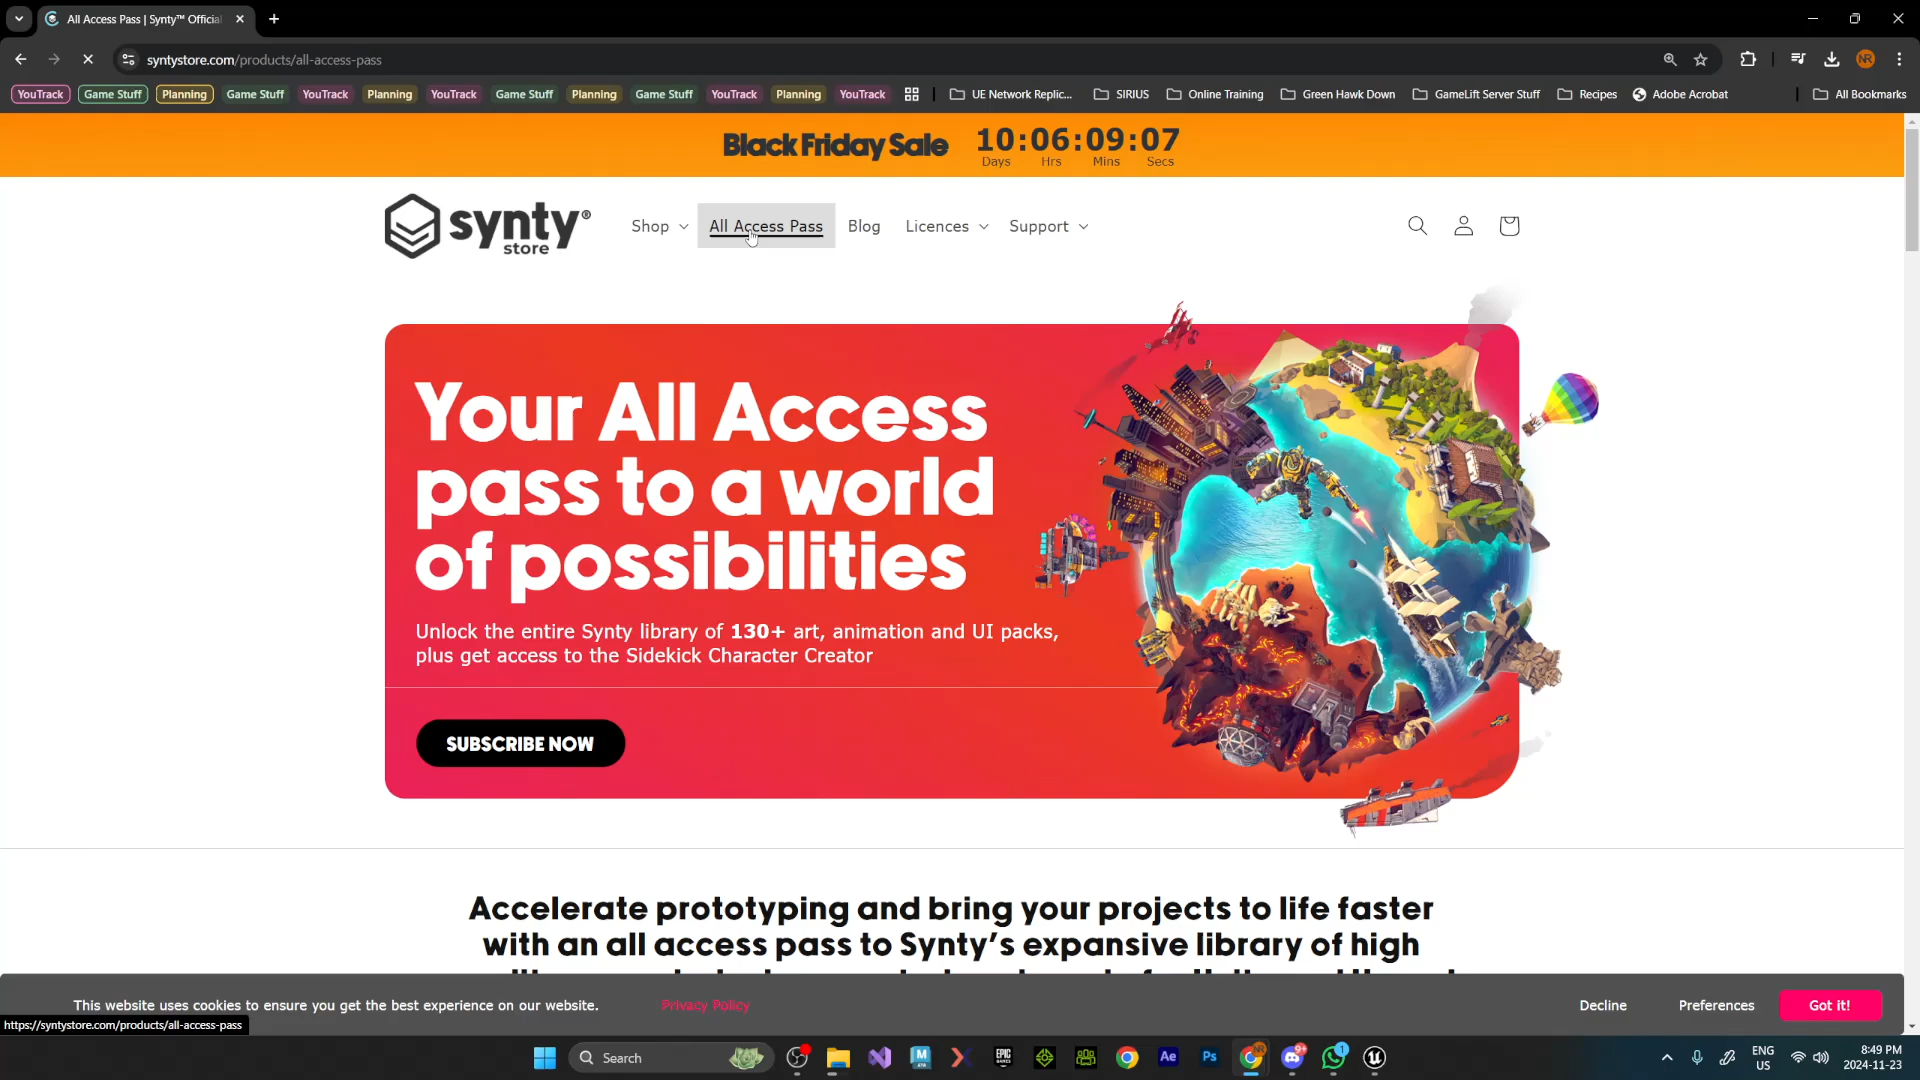 All Access Pass | Synty™ Official
syntystore.com/products/all-access-pass
NR
YouTrack
Game Stuff
Planning
Game Stuff
YouTrack
Planning
YouTrack
Game Stuff
Planning
Game Stuff
YouTrack
Planning
YouTrack
UE Network Replic...
SIRIUS
Online Training
Green Hawk Down
GameLift Server Stuff
Recipes
Adobe Acrobat
All Bookmarks
Black Friday Sale
10:06:09:07
Days Hrs Mins Secs
synty®
store
Shop
All Access Pass
Blog
Licences
Support
Your All Access
pass to a world
of possibilities
Unlock the entire Synty library of 130+ art, animation and UI packs,
plus get access to the Sidekick Character Creator
SUBSCRIBE NOW
Accelerate prototyping and bring your projects to life faster
with an all access pass to Synty's expansive library of high
This website uses cookies to ensure you get the best experience on our website.
Privacy Policy
Decline
Preferences
Got it!
https://syntystore.com/products/all-access-pass
Search
EPIC
GAMES
Ae
Ps
9+
1
ENG
US
8:49 PM
2024-11-23